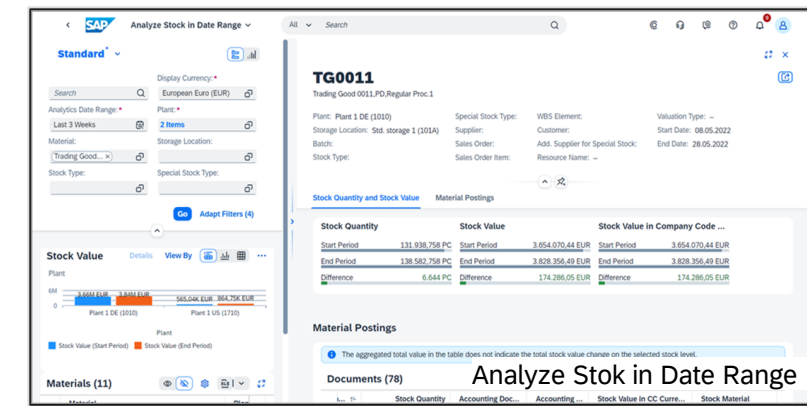 SAP Analyze Stock in Date Range
All Search
9
Standard*
Display Currency: *
Search
European Euro (EUR)
Analytics Date Range: *
Plant: *
Last 3 Weeks
2 Items
Material:
Storage Location:
Trading Good... ×
Stock Type:
Special Stock Type:
Go Adapt Filters (4)
Stock Value Details View By
Plant
6M
3.66M EUR 3.84M EUR 565,04K EUR 864,75K EUR
0
Plant 1 DE (1010) Plant 1 US (1710)
Plant
Stock Value (Start Period) Stock Value (End Period)
Materials (11)
Material Plan
TG0011
Trading Good 0011,PD,Regular Proc.1
Plant: Plant 1 DE (1010) Special Stock Type: WBS Element: Valuation Type: –
Storage Location: Std. storage 1 (101A) Supplier: Customer: Start Date: 08.05.2022
Batch: Sales Order: Add. Supplier for Special Stock: End Date: 28.05.2022
Stock Type: Sales Order Item: Resource Name: –
Stock Quantity and Stock Value Material Postings
Stock Quantity Stock Value Stock Value in Company Code ...
Start Period 131.938,758 PC Start Period 3.654.070,44 EUR Start Period 3.654.070,44 EUR
End Period 138.582,758 PC End Period 3.828.356,49 EUR End Period 3.828.356,49 EUR
Difference 6.644 PC Difference 174.286,05 EUR Difference 174.286,05 EUR
Material Postings
The aggregated total value in the table does not indicate the total stock value change on the selected stock level.
Documents (78)
Analyze Stok in Date Range
Stock Quantity Accounting Doc... Accounting ... Stock Value in CC Curre... Stock Material